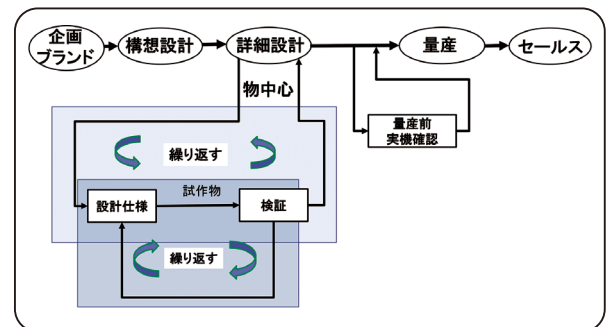 企画
ブランド
構想設計
詳細設計
量産
セールス
物中心
量産前
実機確認
繰り返す
試作物
設計仕様
検証
繰り返す